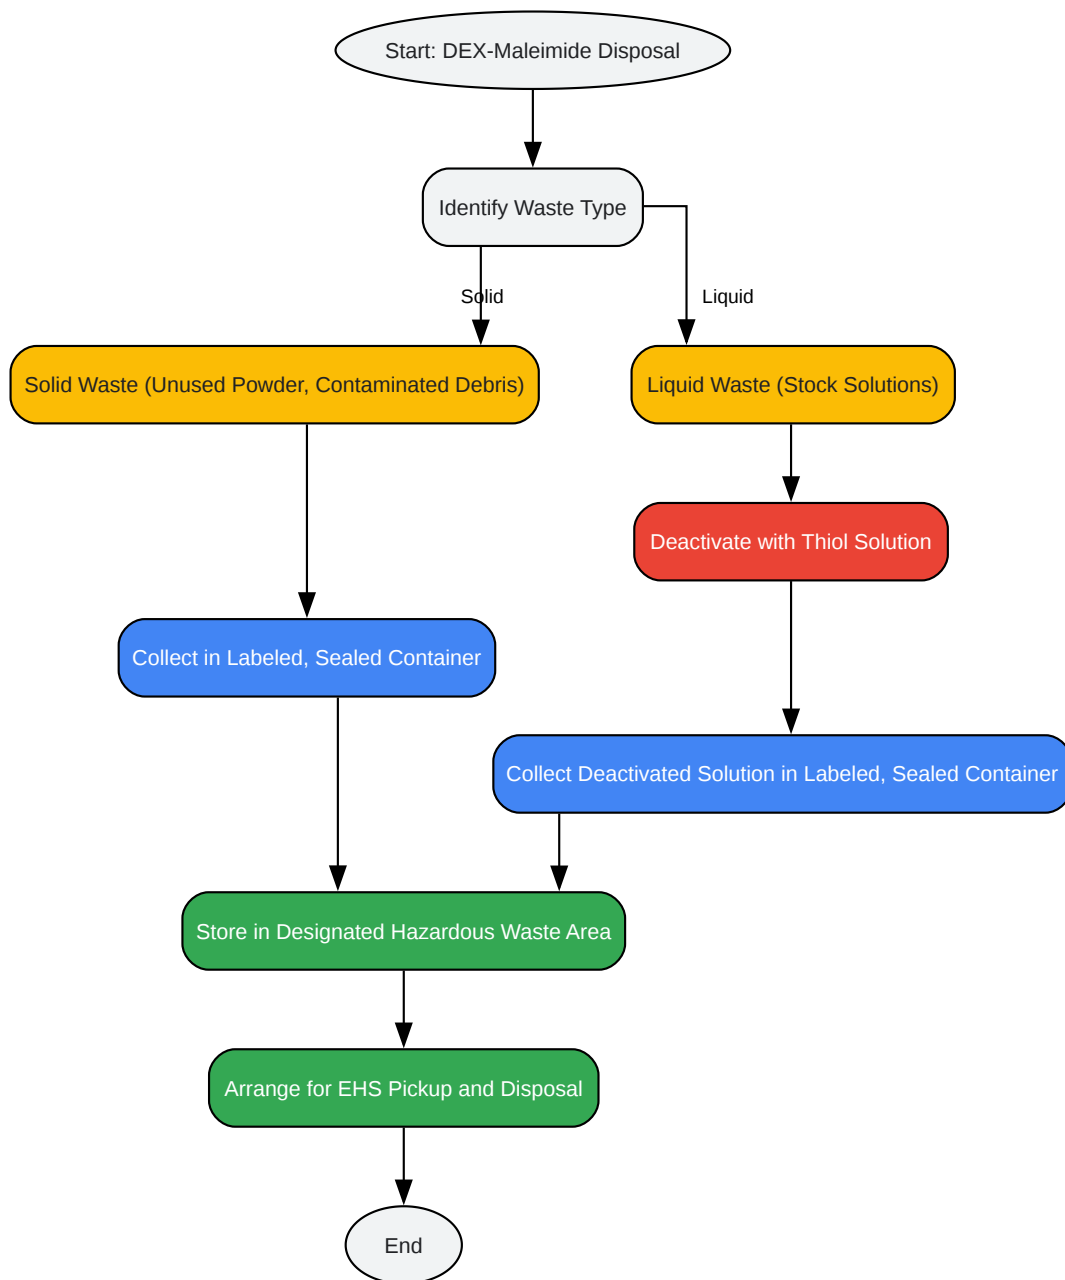 Start: DEX-Maleimide Disposal
Identify Waste Type
Solid
Liquid
Solid Waste (Unused Powder, Contaminated Debris)
Liquid Waste (Stock Solutions)
Deactivate with Thiol Solution
Collect in Labeled, Sealed Container
Collect Deactivated Solution in Labeled, Sealed Container
Store in Designated Hazardous Waste Area
Arrange for EHS Pickup and Disposal
End